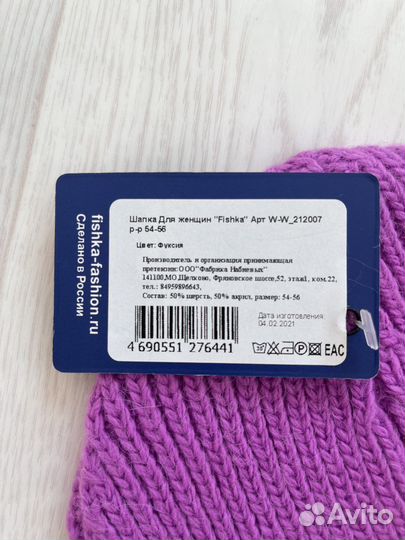 fishka-fashion.ru
Сделано в России
Шапка Для женщин "Fishka" Арт W-W_212007
р-р 54-56
Цвет: Фуксия
Производитель и организация принимающая
претензии: ООО"Фабрика Набиевых"
141100,МО,Щелково, Фряновское шоссе,52, этаж1, ком.22,
тел.: 84959896643,
Состав: 50% шерсть, 50% акрил, размер: 54-56
Дата изготовления
04.02.2021
4 690551 276441
EAC
Avito